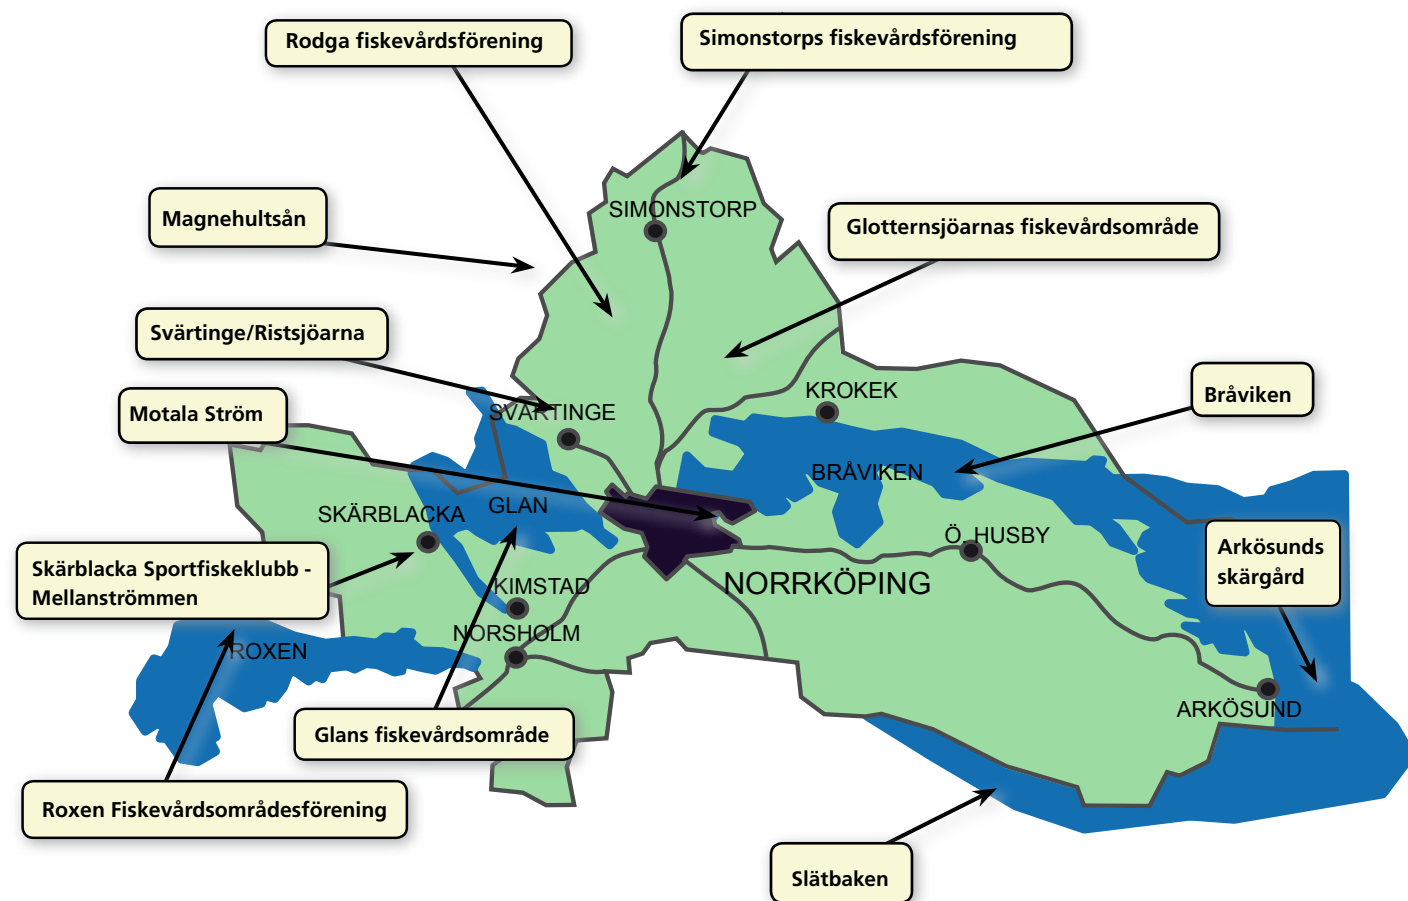 Rodga fiskevårdsförening
Simonstorps fiskevårdsförening
Magnehultsån
SIMONSTORP
Glotternsjöarnas fiskevårdsområde
Svärtinge/Ristsjöarna
Motala Ström
SVÄRTINGE
KROKEK
Bråviken
BRÅVIKEN
GLAN
SKÄRBLACKA
Ö. HUSBY
Arkösunds
skärgård
Skärblacka Sportfiskeklubb -
Mellanströmmen
KIMSTAD
NORRKÖPING
NORSHOLM
ROXEN
ARKÖSUND
Glans fiskevårdsområde
Roxen Fiskevårdsområdesförening
Slätbaken